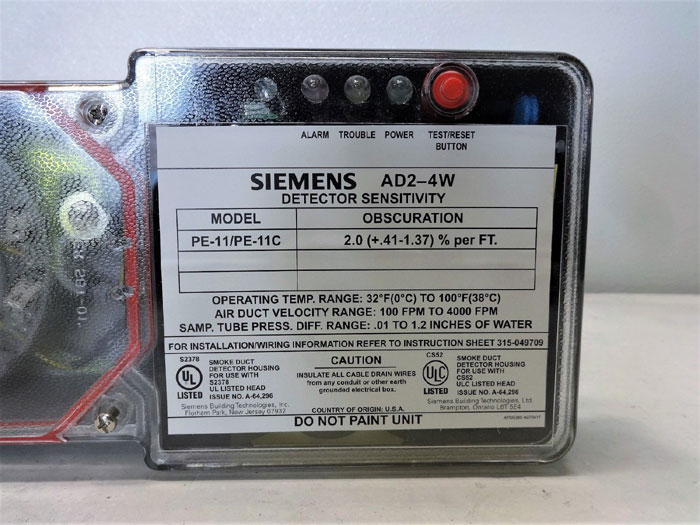 ALARM TROUBLE POWER TEST/RESET
BUTTON
SIEMENS AD2-4W
DETECTOR SENSITIVITY
MODEL OBSCURATION
PE-11/PE-11C 2.0 (+.41-1.37) % per FT.
OPERATING TEMP. RANGE: 32°F(0°C) TO 100°F(38°C)
AIR DUCT VELOCITY RANGE: 100 FPM TO 4000 FPM
SAMP. TUBE PRESS. DIFF. RANGE: .01 TO 1.2 INCHES OF WATER
FOR INSTALLATION/WIRING INFORMATION REFER TO INSTRUCTION SHEET 315-049709
S2378
UL
LISTED
SMOKE DUCT
DETECTOR HOUSING
FOR USE WITH
S2378
UL LISTED HEAD
ISSUE NO. A-64,296
Siemens Building Technologies, Inc.
Florham Park, New Jersey 07932
CAUTION
INSULATE ALL CABLE DRAIN WIRES
from any conduit or other earth
grounded electrical box.
COUNTRY OF ORIGIN: U.S.A.
CS52
ULC
LISTED
SMOKE DUCT
DETECTOR HOUSING
FOR USE WITH
CS52
ULC LISTED HEAD
ISSUE NO. A-64,296
Siemens Building Technologies, Ltd.
Brampton, Ontario L6T 5E4
DO NOT PAINT UNIT